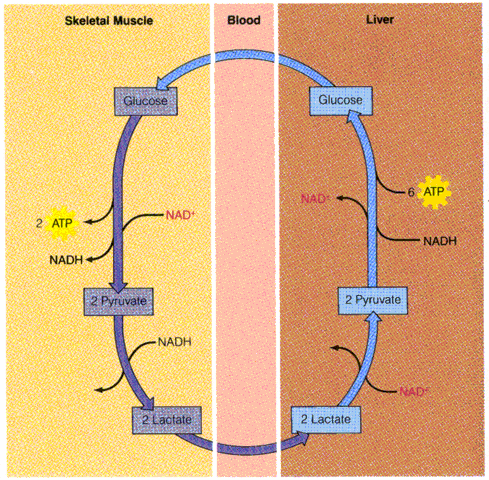 Skeletal Muscle
Blood
Liver
Glucose
Glucose
6 ATP
NAD+
NAD+
2 ATP
NADH
NADH
2 Pyruvate
2 Pyruvate
NADH
NAD+
2 Lactate
2 Lactate